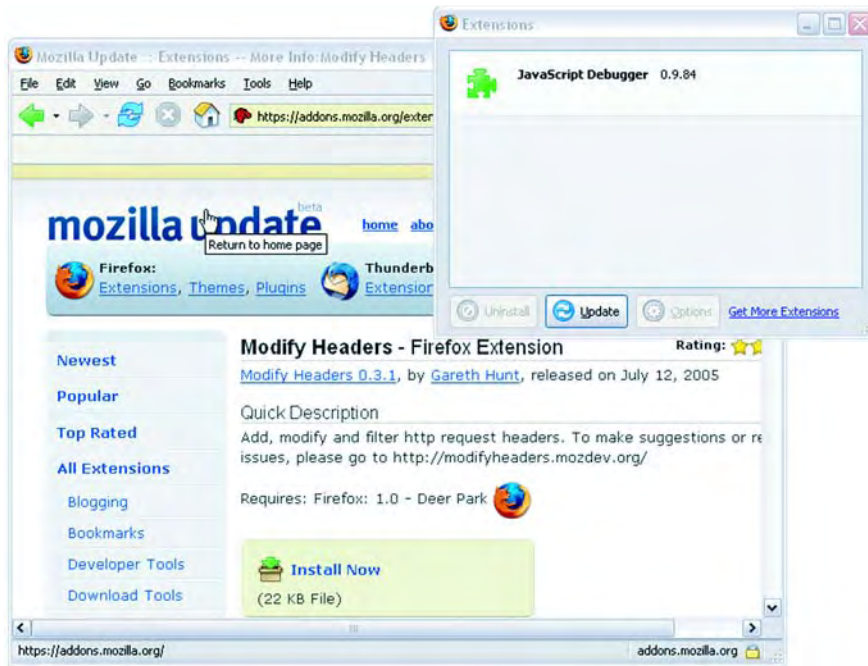 Extensions
JavaScript Debugger 0.9.84
Uninstall
Update
Options
Get More Extensions
Mozilla Update :: Extensions -- More Info:Modify Headers
File Edit View Go Bookmarks Tools Help
https://addons.mozilla.org/exter
mozilla update beta
home abo
Return to home page
Firefox:
Extensions, Themes, Plugins
Thunderb
Extension
Newest
Popular
Top Rated
All Extensions
Blogging
Bookmarks
Developer Tools
Download Tools
Modify Headers - Firefox Extension
Rating:
Modify Headers 0.3.1, by Gareth Hunt, released on July 12, 2005
Quick Description
Add, modify and filter http request headers. To make suggestions or re
issues, please go to http://modifyheaders.mozdev.org/
Requires: Firefox: 1.0 - Deer Park
Install Now
(22 KB File)
https://addons.mozilla.org/
addons.mozilla.org